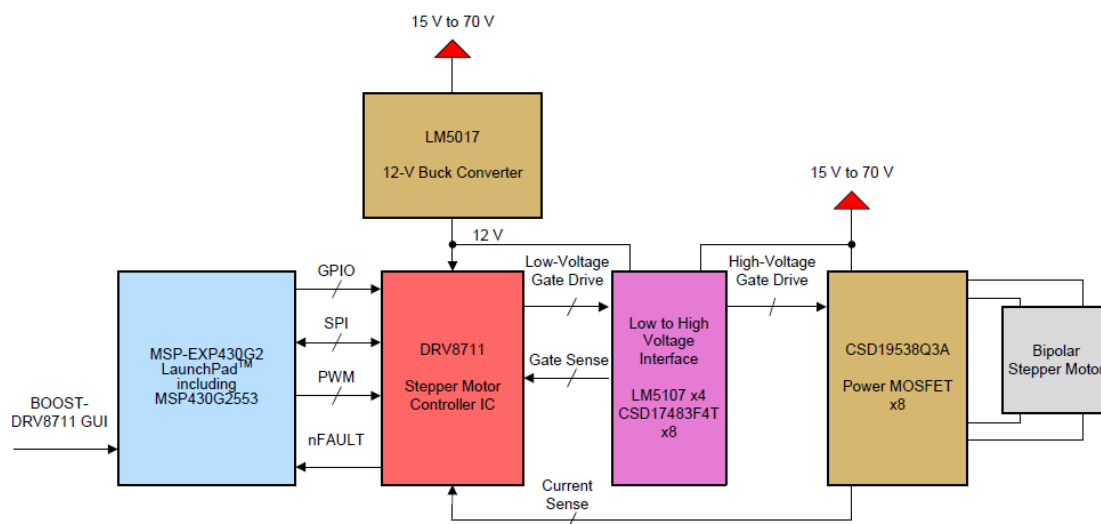 15 V to 70 V
LM5017
12-V Buck Converter
15 V to 70 V
12 V
GPIO
SPI
PWM
nFAULT
Low-Voltage
Gate Drive
High-Voltage
Gate Drive
Gate Sense
Current
Sense
BOOST-
DRV8711 GUI
MSP-EXP430G2
LaunchPad™
including
MSP430G2553
DRV8711
Stepper Motor
Controller IC
Low to High
Voltage
Interface
LM5107 x4
CSD17483F4T
x8
CSD19538Q3A
Power MOSFET
x8
Bipolar
Stepper Motor